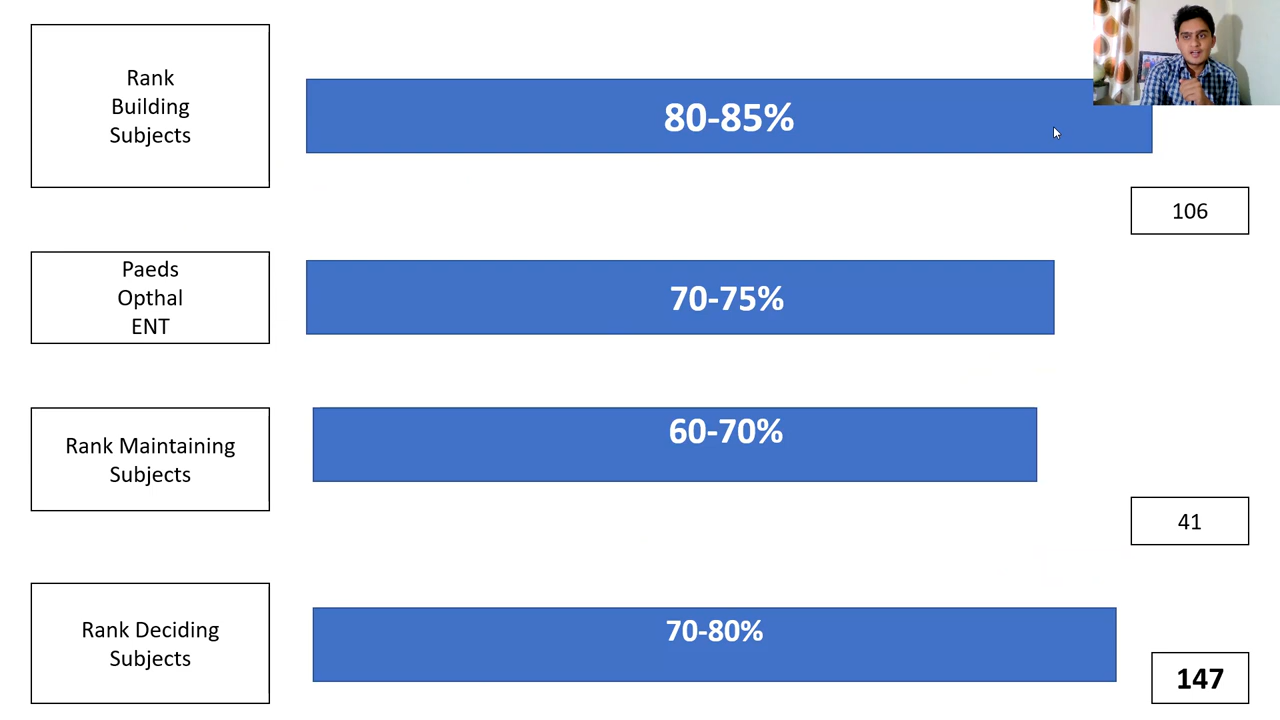 Rank
Building
Subjects
80-85%
106
Paeds
Opthal
ENT
70-75%
Rank Maintaining
Subjects
60-70%
41
Rank Deciding
Subjects
70-80%
147